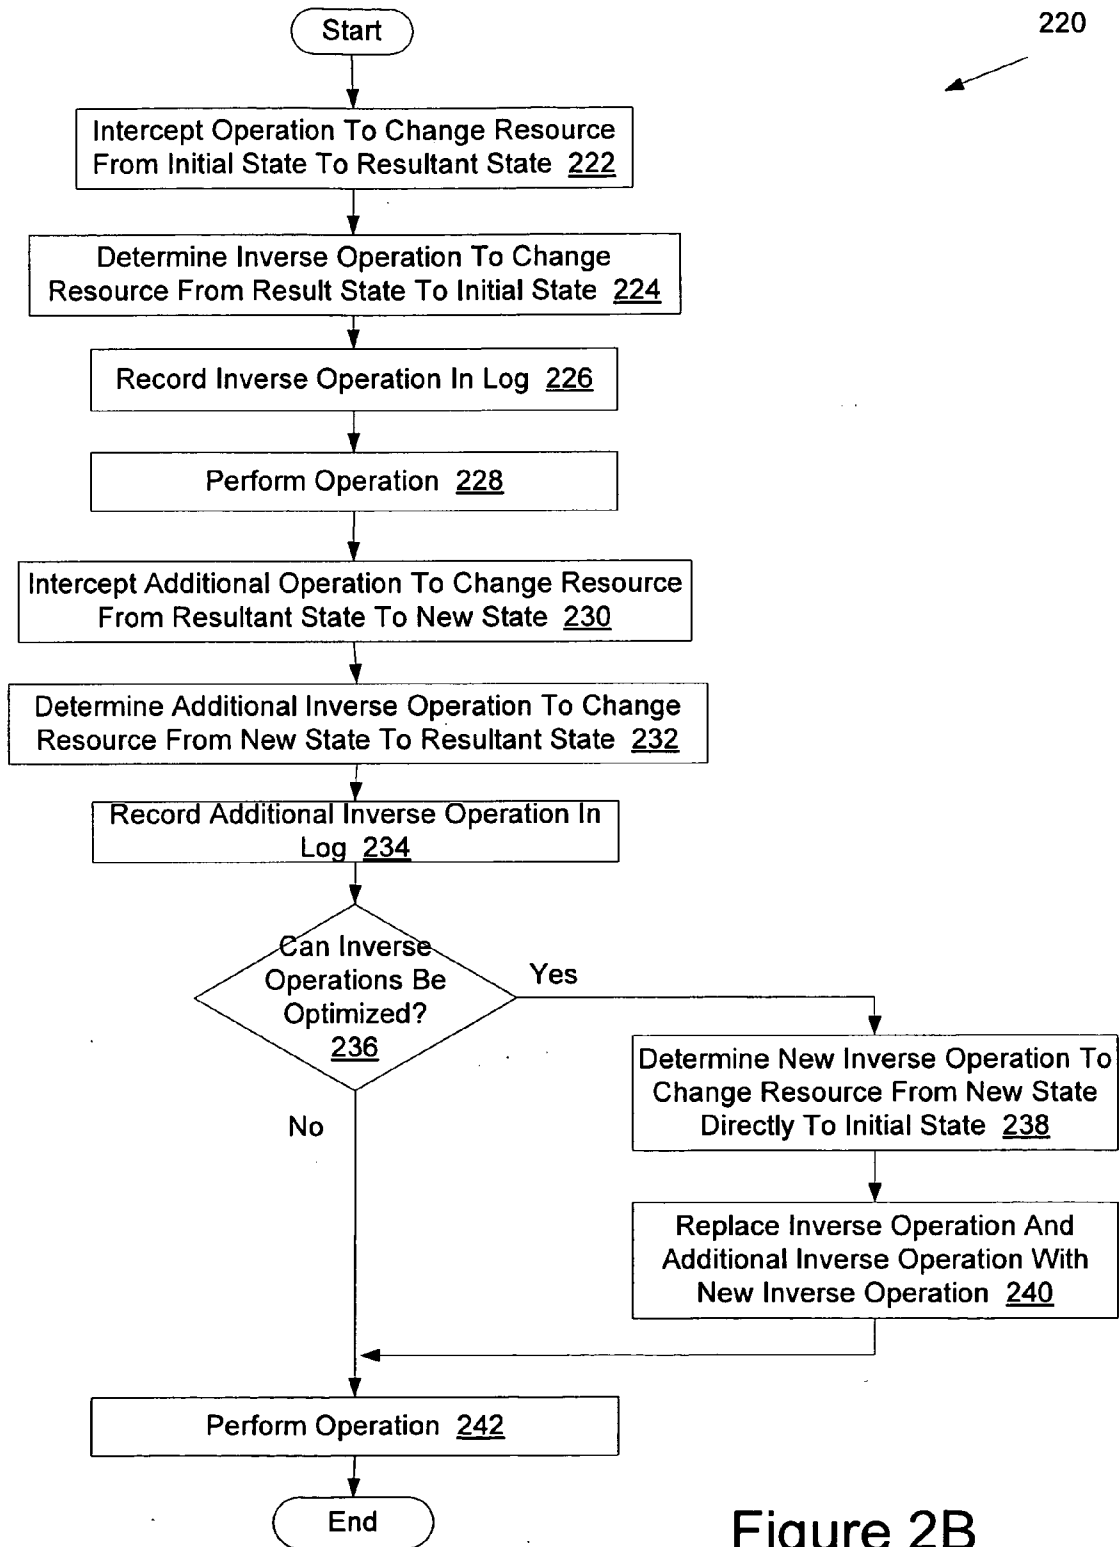 Start
220
Intercept Operation To Change Resource
From Initial State To Resultant State 222
Determine Inverse Operation To Change
Resource From Result State To Initial State 224
Record Inverse Operation In Log 226
Perform Operation 228
Intercept Additional Operation To Change Resource
From Resultant State To New State 230
Determine Additional Inverse Operation To Change
Resource From New State To Resultant State 232
Record Additional Inverse Operation In
Log 234
Can Inverse
Operations Be
Optimized?
236
Yes
No
Determine New Inverse Operation To
Change Resource From New State
Directly To Initial State 238
Replace Inverse Operation And
Additional Inverse Operation With
New Inverse Operation 240
Perform Operation 242
End
Figure 2B